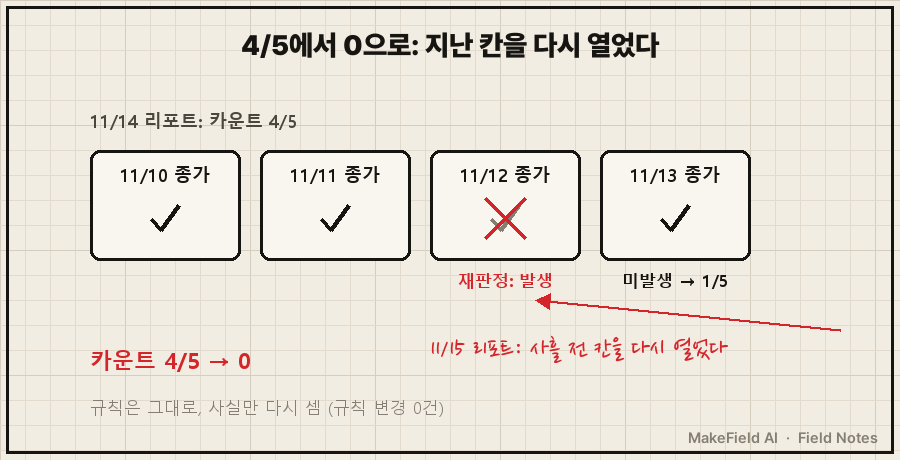 4/5에서 0으로: 지난 칸을 다시 열었다
11/14 리포트: 카운트 4/5
11/10 종가
11/11 종가
11/12 종가
11/13 종가
재판정: 발생
미발생 → 1/5
11/15 리포트: 사흘 전 칸을 다시 열었다
카운트 4/5 → 0
규칙은 그대로, 사실만 다시 셈 (규칙 변경 0건)
MakeField AI · Field Notes